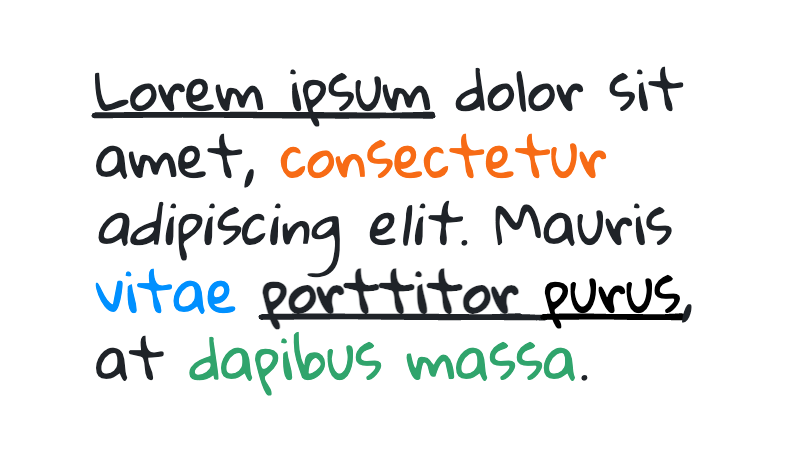 Lorem ipsum dolor sit
amet, consectetur
adipiscing elit. Mauris
vitae porttitor purus,
at dapibus massa.